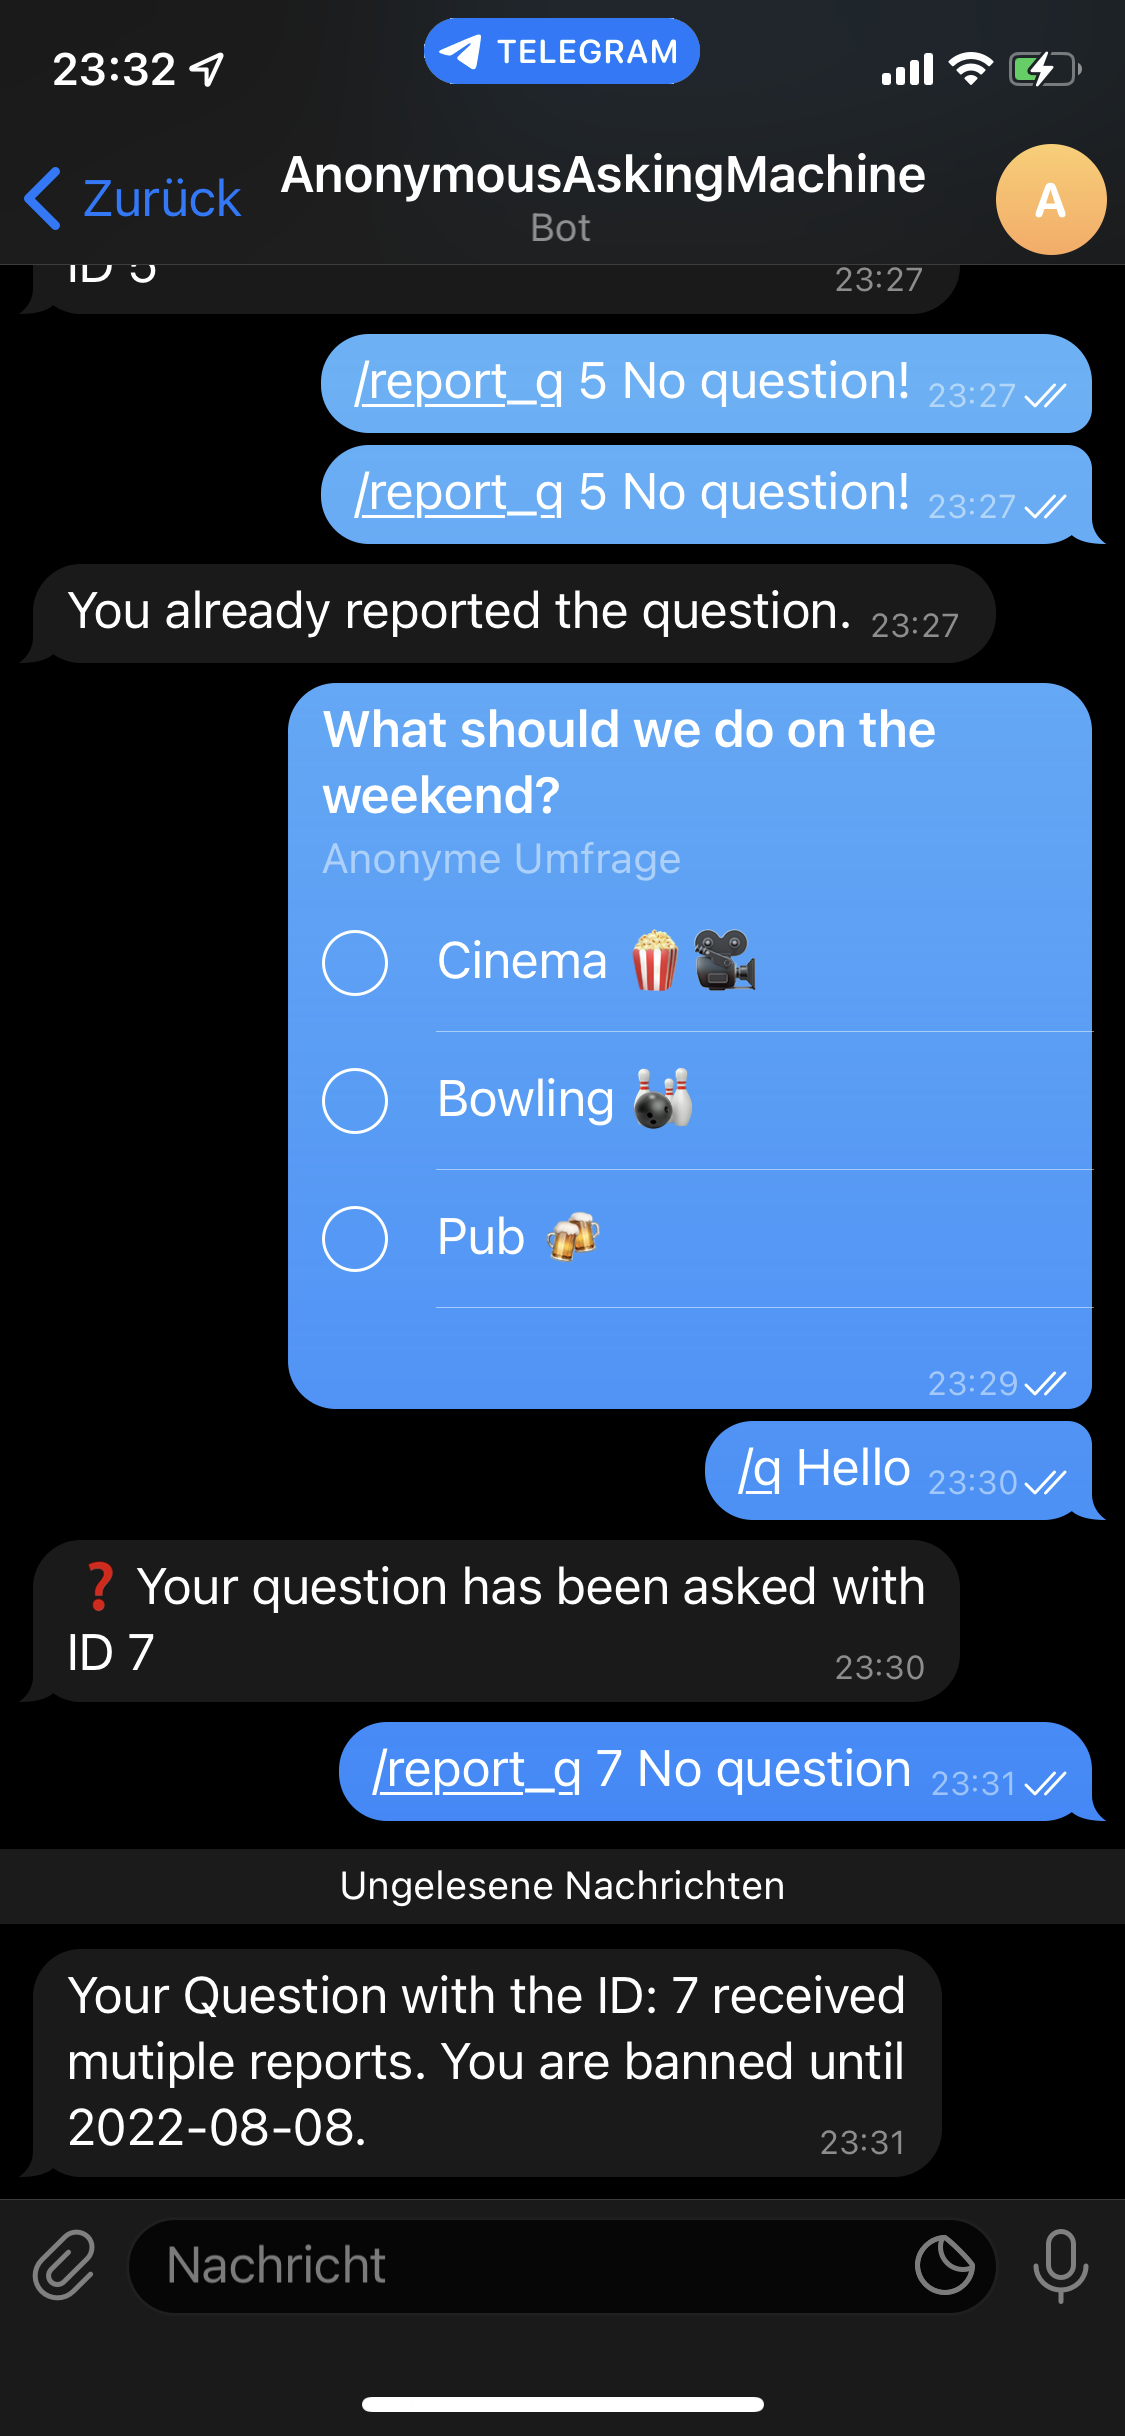 23:32
TELEGRAM
Zurück
AnonymousAskingMachine
Bot
A
ID 5
23:27
/report_q 5 No question! 23:27
/report_q 5 No question! 23:27
You already reported the question. 23:27
What should we do on the
weekend?
Anonyme Umfrage
Cinema
Bowling
Pub
23:29
/q Hello 23:30
❓ Your question has been asked with
ID 7
23:30
/report_q 7 No question 23:31
Ungelesene Nachrichten
Your Question with the ID: 7 received
mutiple reports. You are banned until
2022-08-08.
23:31
Nachricht